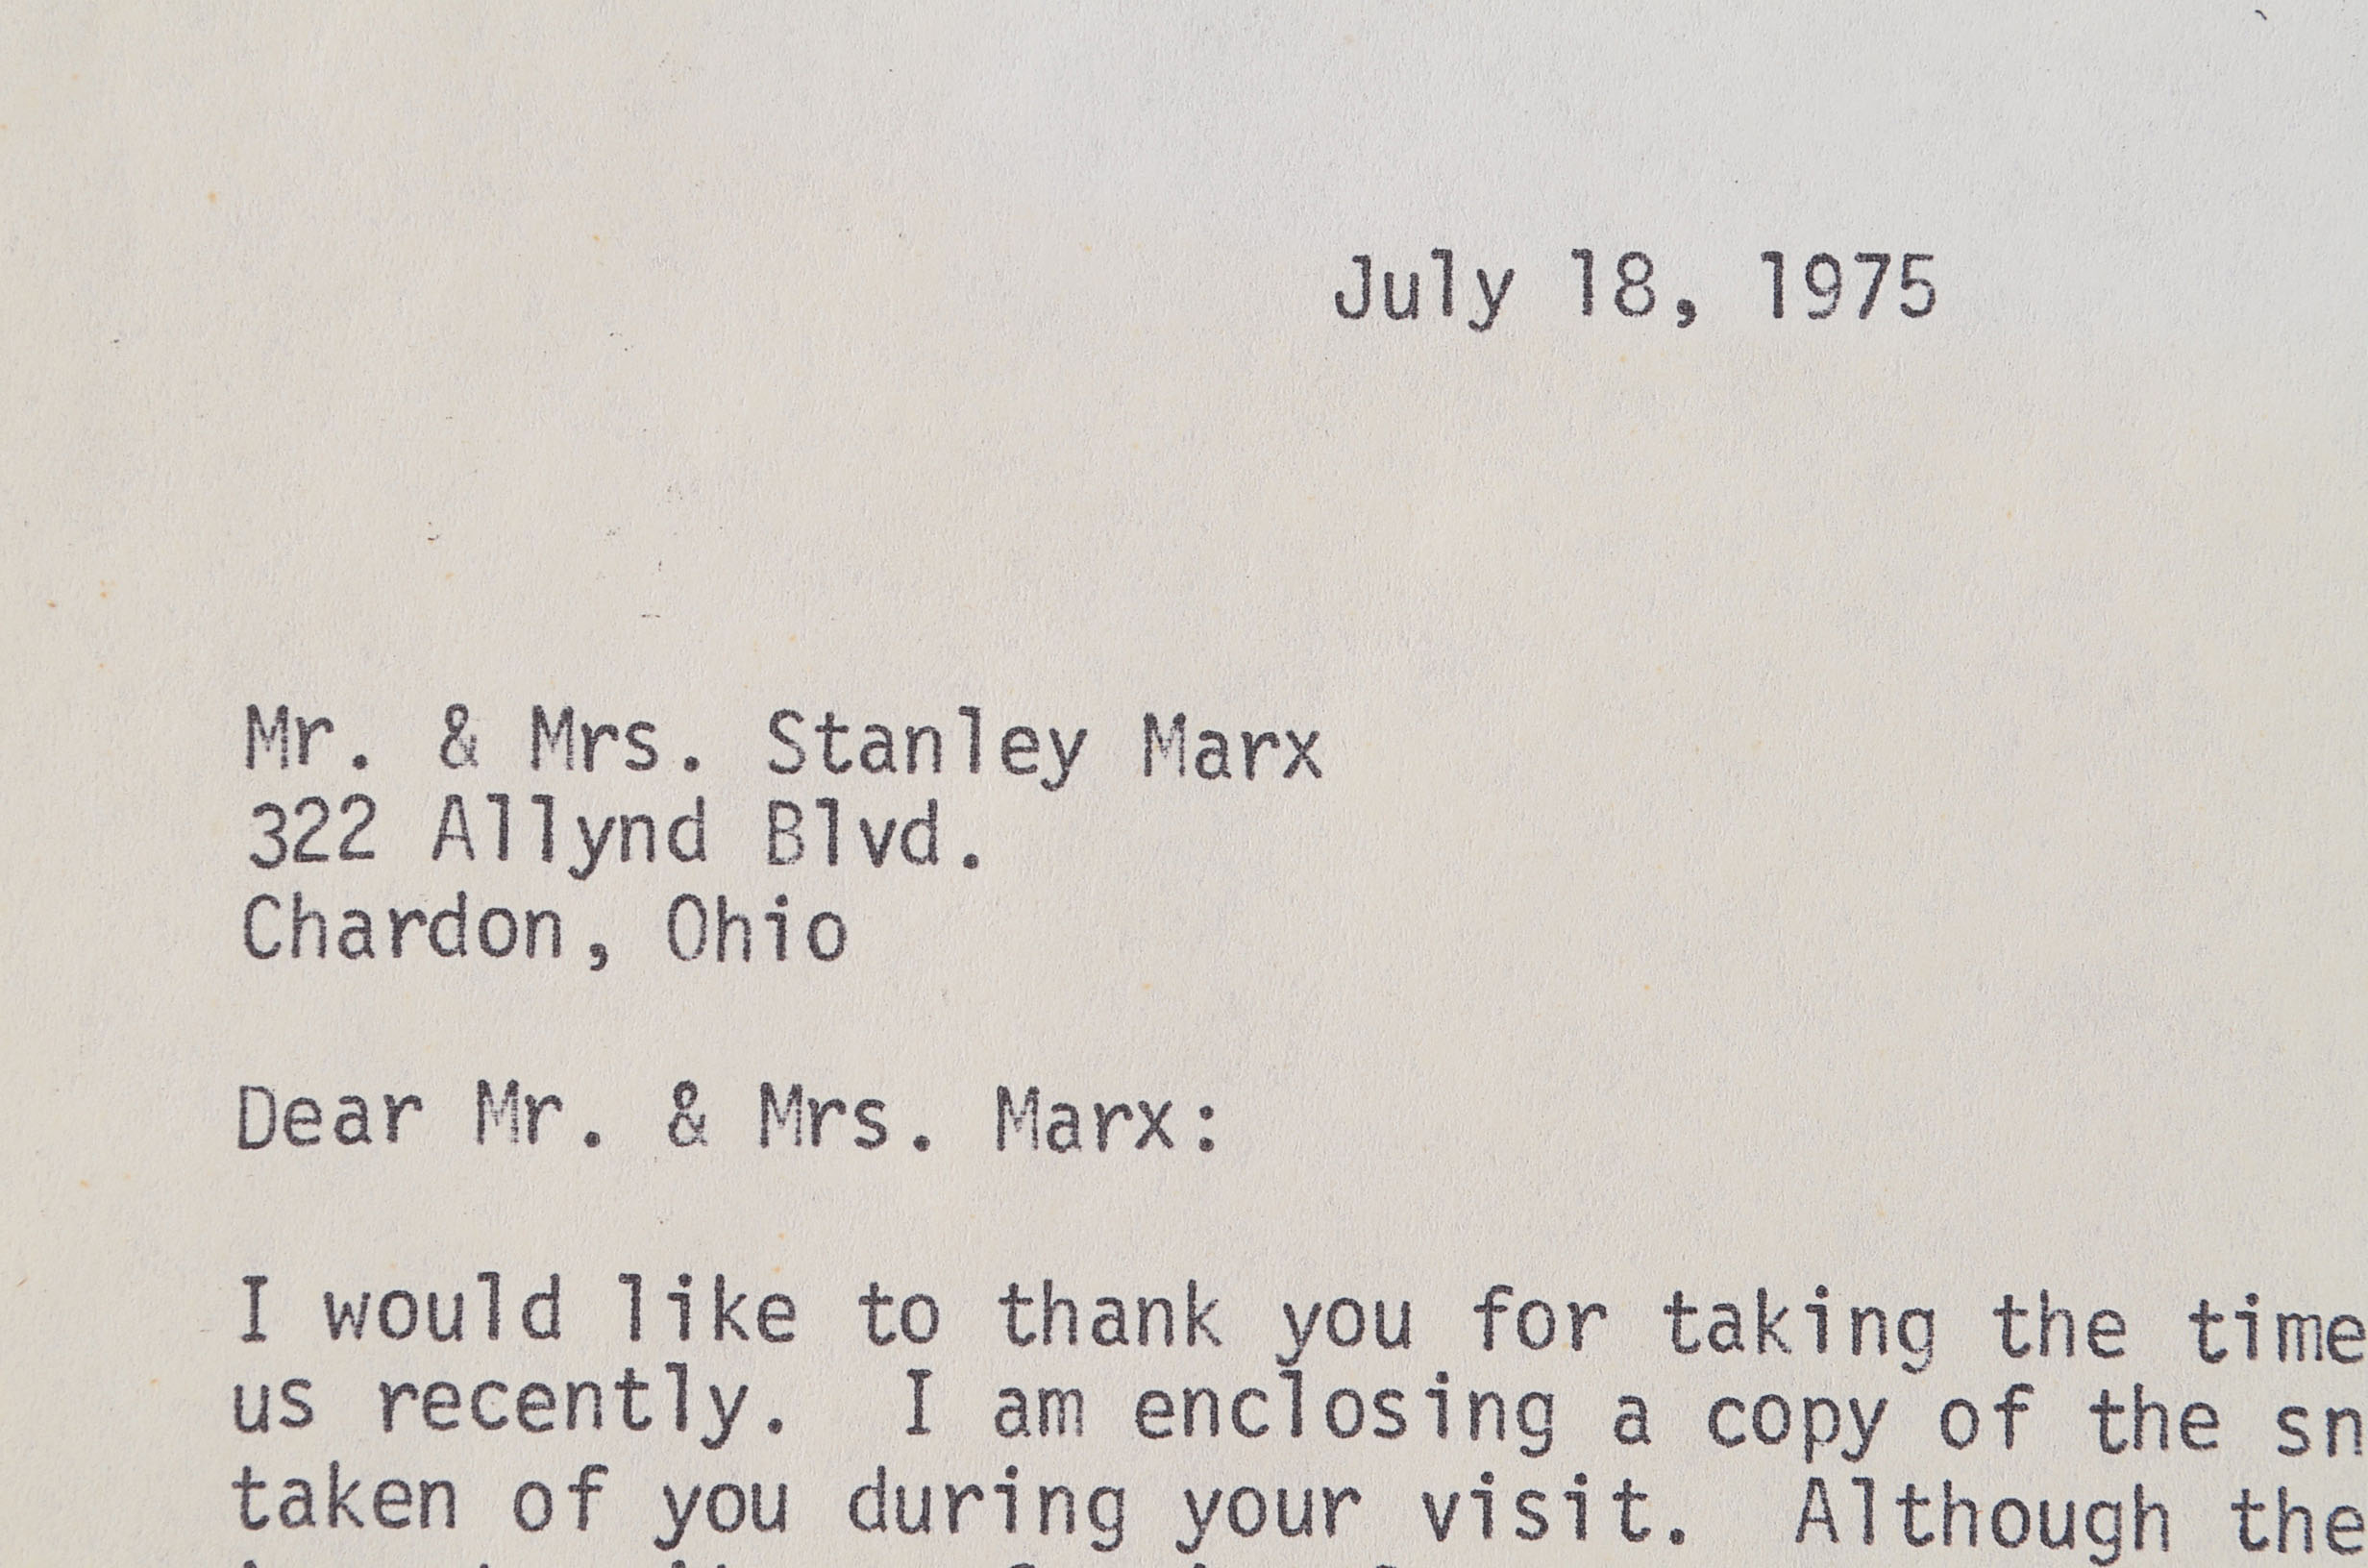 July 18, 1975
Mr. & Mrs. Stanley Marx
322 Allynd Blvd.
Chardon, Ohio
Dear Mr. & Mrs. Marx:
I would like to thank you for taking the time
us recently.  I am enclosing a copy of the sn
taken of you during your visit.  Although the